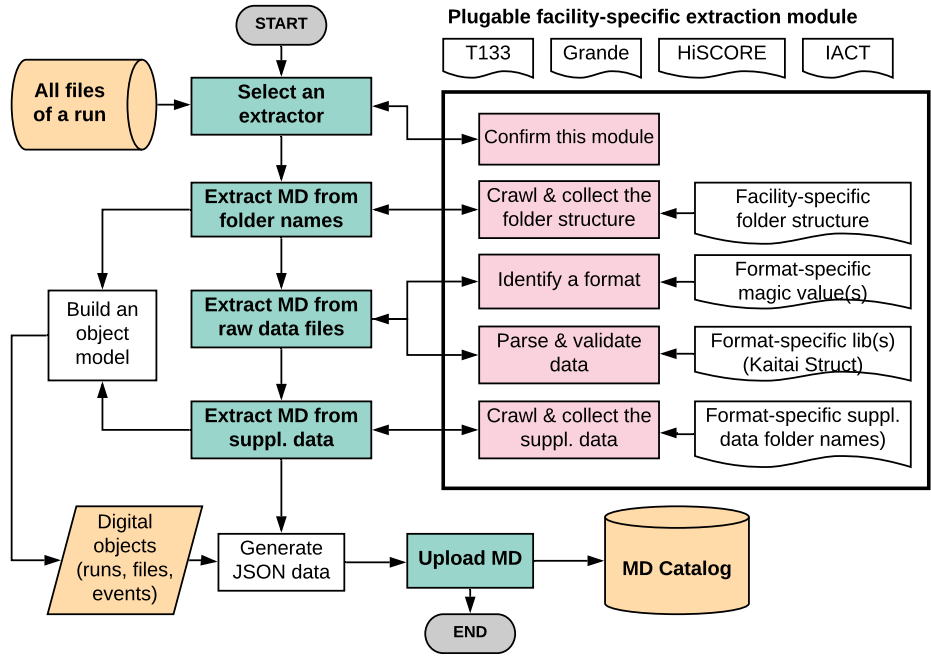 START
Plugable facility-specific extraction module
T133
Grande
HiSCORE
IACT
All files
of a run
Select an
extractor
Confirm this module
Extract MD from
folder names
Crawl & collect the
folder structure
Facility-specific
folder structure
Extract MD from
raw data files
Identify a format
Format-specific
magic value(s)
Build an
object
model
Parse & validate
data
Format-specific lib(s)
(Kaitai Struct)
Extract MD from
suppl. data
Crawl & collect the
suppl. data
Format-specific suppl.
data folder names)
Digital
objects
(runs, files,
events)
Generate
JSON data
Upload MD
MD Catalog
END